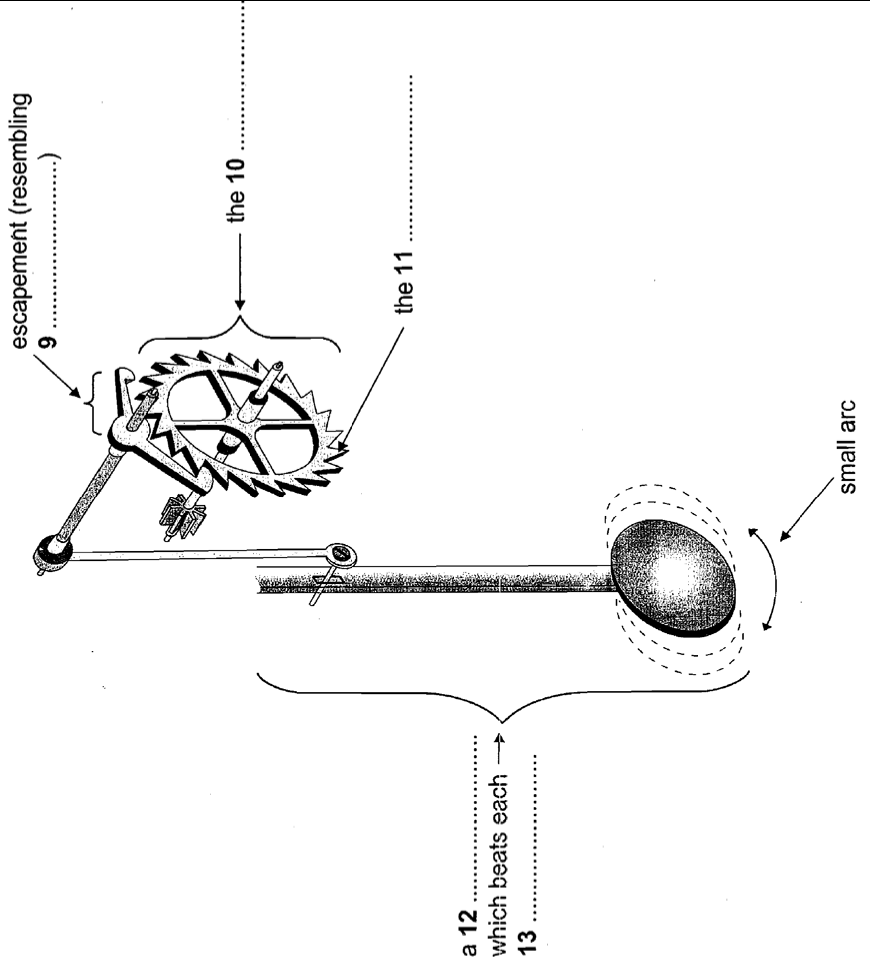 escapement (resembling
9 ........................)
the 10 ........................
the 11 ........................
small arc
a 12 ........................
which beats each
13 ........................